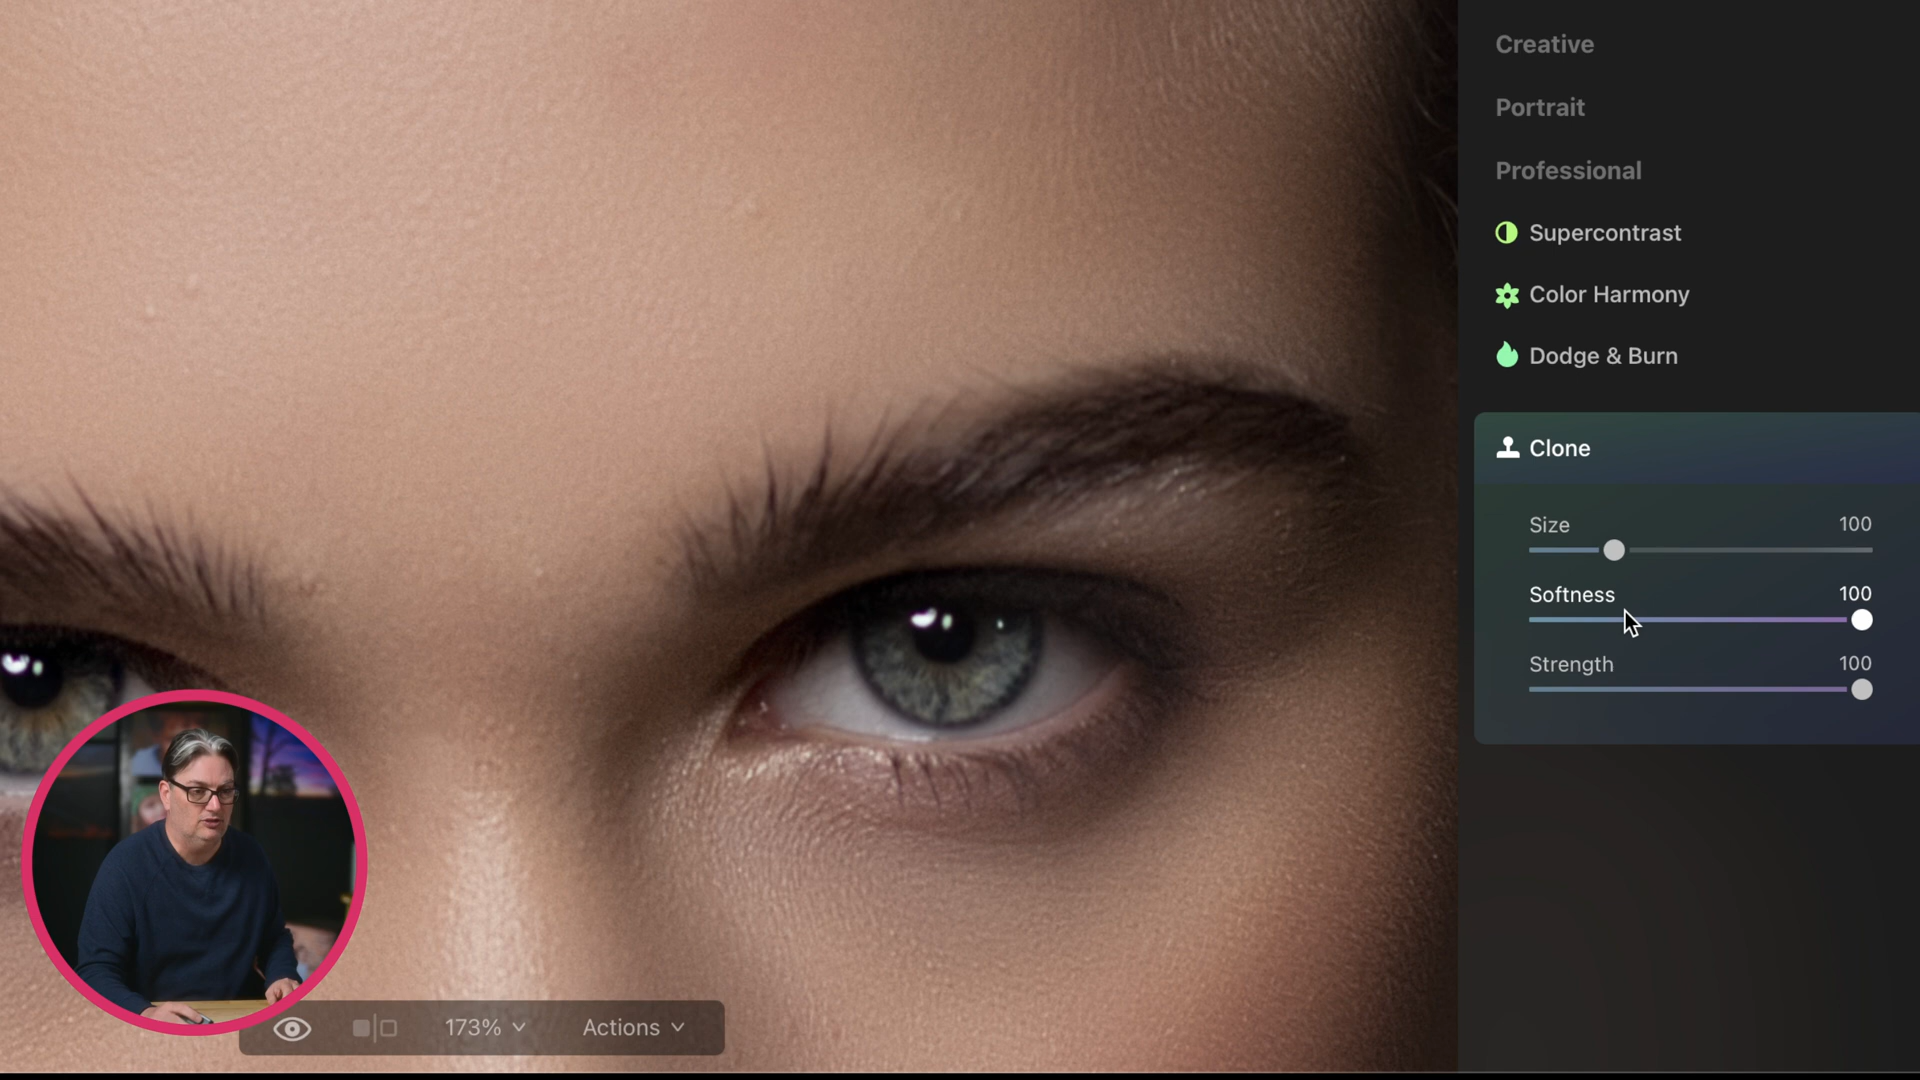 Creative
Portrait
Professional
Supercontrast
Color Harmony
Dodge & Burn
Clone
Size 100
Softness 100
Strength 100
173% Actions